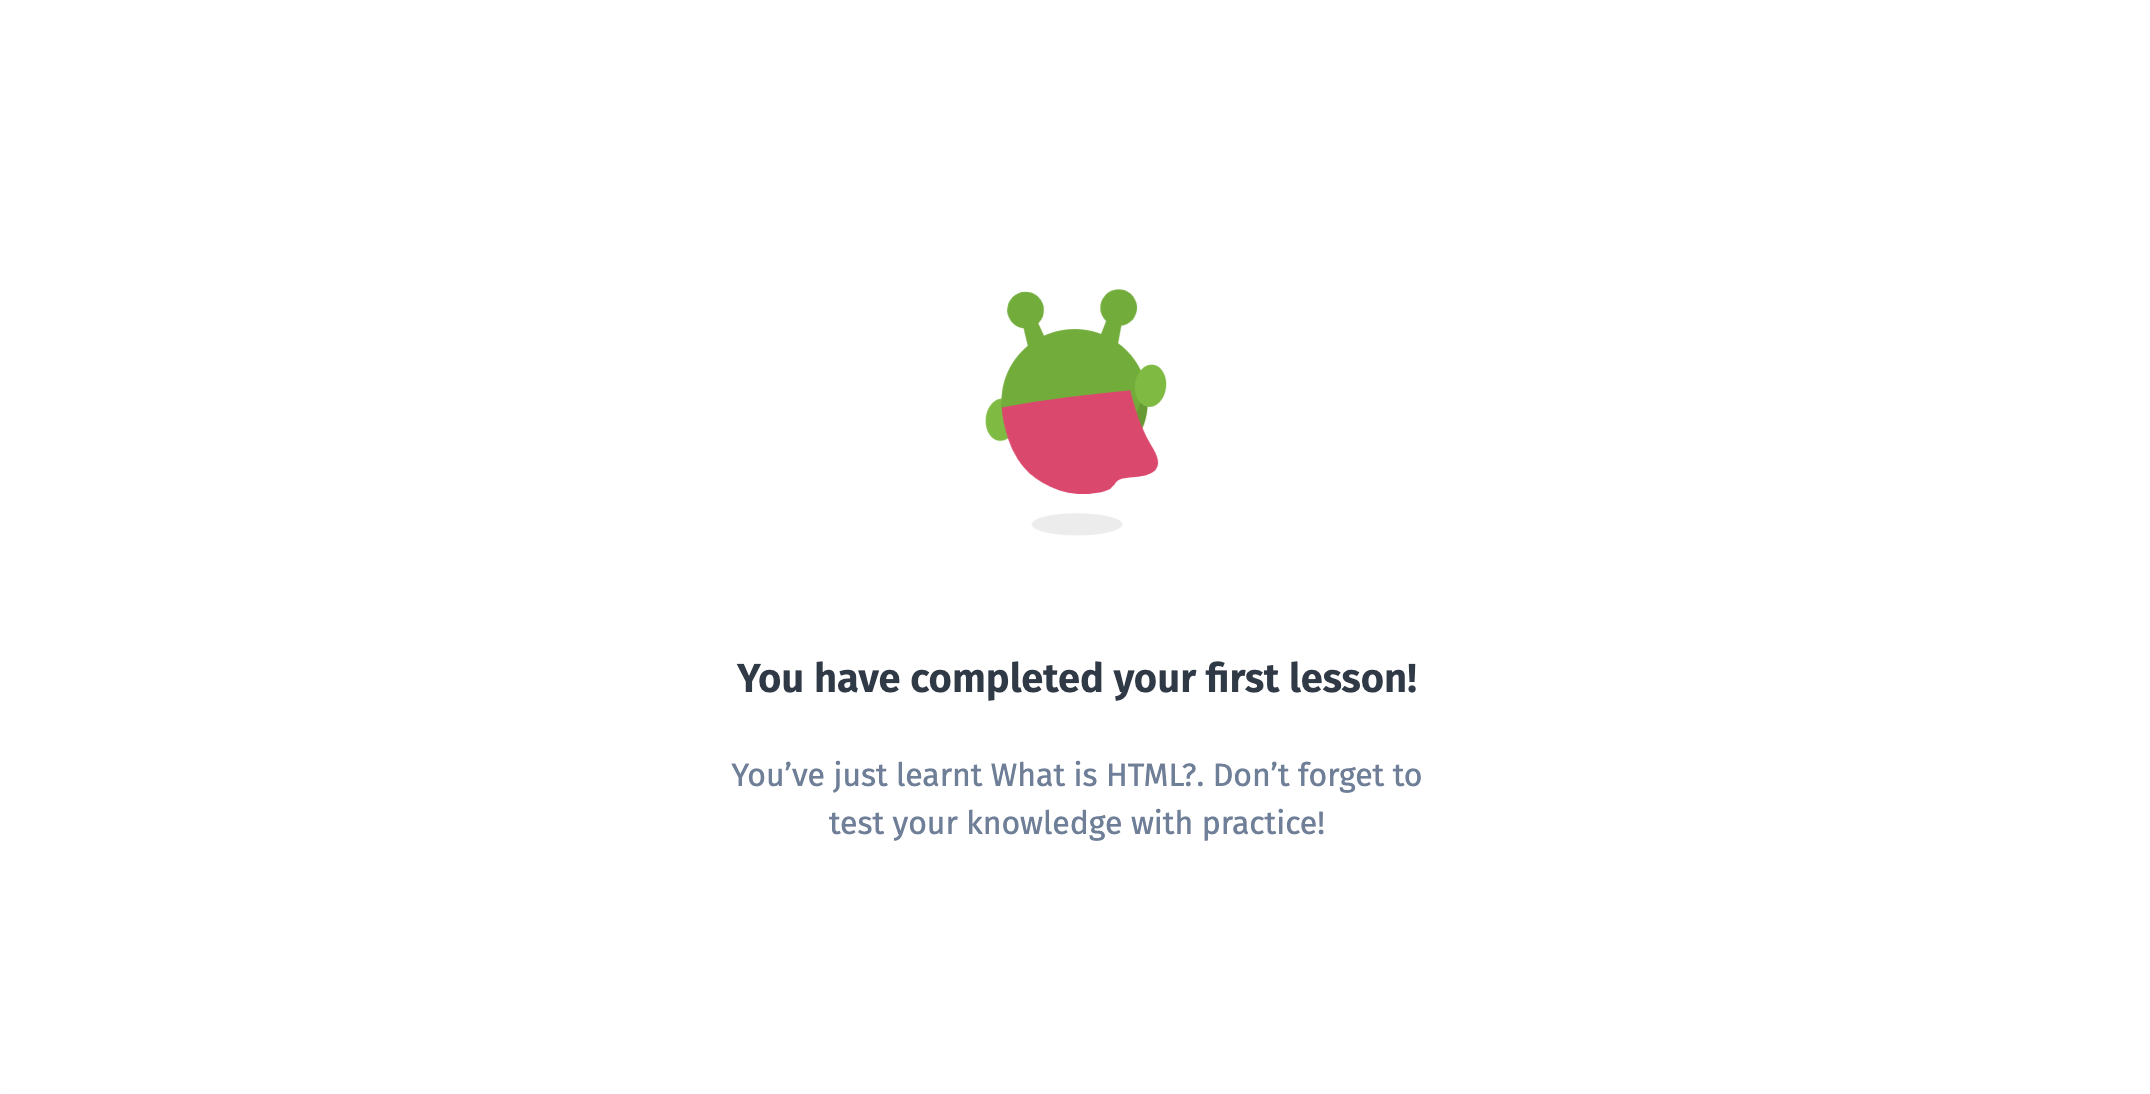 You have completed your first lesson!
You’ve just learnt What is HTML?. Don’t forget to
test your knowledge with practice!